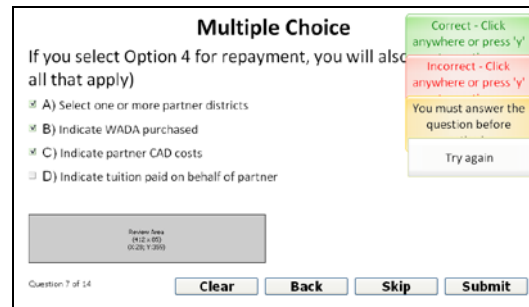 Multiple Choice
If you select Option 4 for repayment, you will also
all that apply)
A) Select one or more partner districts
B) Indicate WADA purchased
C) Indicate partner CAD costs
D) Indicate tuition paid on behalf of partner
Correct - Click
anywhere or press 'y'
Incorrect - Click
anywhere or press 'y'
You must answer the
question before
Try again
Review Area
Question 7 of 14
Clear
Back
Skip
Submit